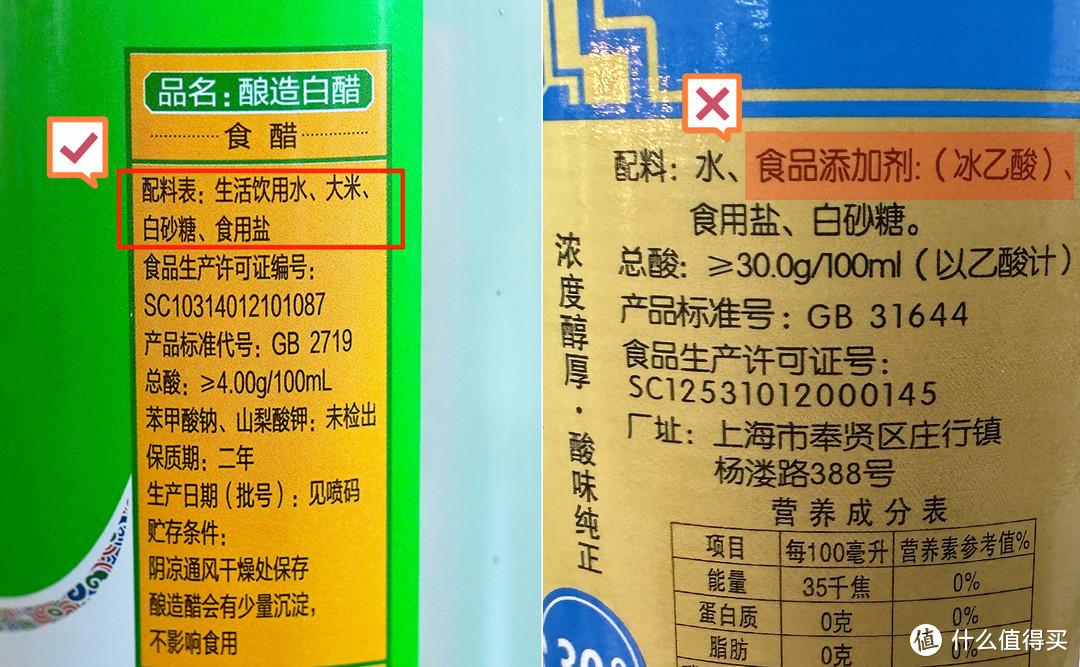 品名：酿造白醋
食醋
配料表：生活饮用水、大米、
白砂糖、食用盐
食品生产许可证编号：
SC10314012101087
产品标准代号：GB 2719
总酸：≥4.00g/100mL
苯甲酸钠、山梨酸钾：未检出
保质期：二年
生产日期（批号）：见喷码
贮存条件：
阴凉通风干燥处保存
酿造醋会有少量沉淀，
不影响食用
配料：水、食品添加剂:（冰乙酸）、
食用盐、白砂糖。
总酸：≥30.0g/100ml（以乙酸计）
产品标准号：GB 31644
食品生产许可证号：
SC12531012000145
厂址：上海市奉贤区庄行镇
杨溇路388号
浓度醇厚·酸味纯正
营养成分表
项目 每100毫升 营养素参考值%
能量 35千焦 0%
蛋白质 0克 0%
脂肪 0克 0%
30°
值 什么值得买